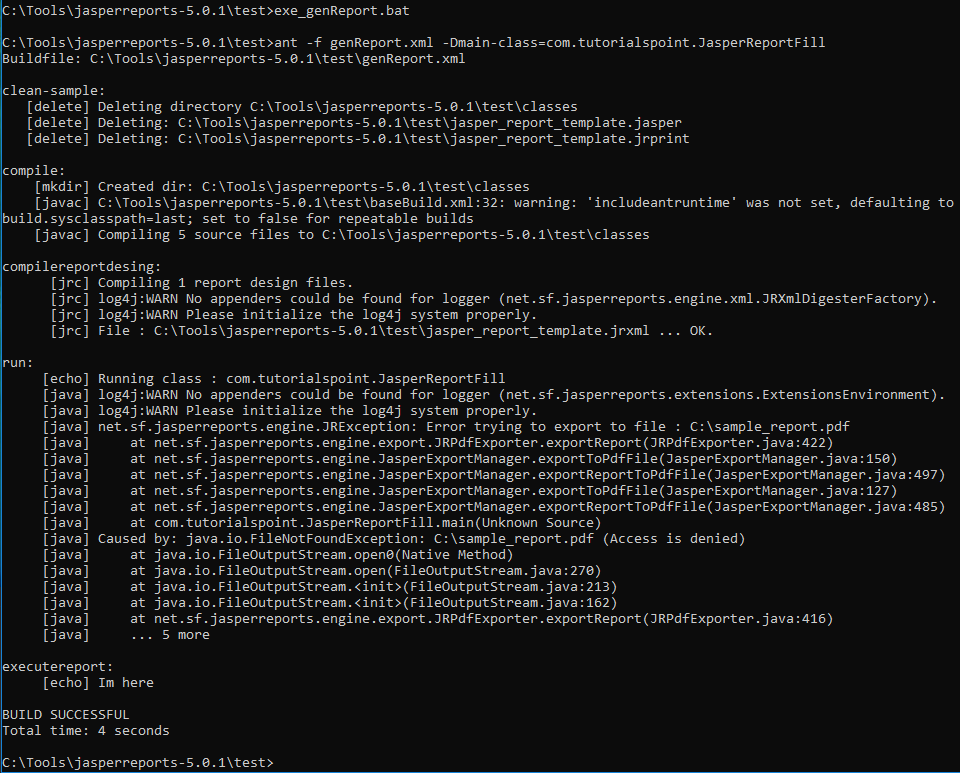 C:\Tools\jasperreports-5.0.1\test>exe_genReport.bat

C:\Tools\jasperreports-5.0.1\test>ant -f genReport.xml -Dmain-class=com.tutorialspoint.JasperReportFill
Buildfile: C:\Tools\jasperreports-5.0.1\test\genReport.xml

clean-sample:
   [delete] Deleting directory C:\Tools\jasperreports-5.0.1\test\classes
   [delete] Deleting: C:\Tools\jasperreports-5.0.1\test\jasper_report_template.jasper
   [delete] Deleting: C:\Tools\jasperreports-5.0.1\test\jasper_report_template.jrprint

compile:
    [mkdir] Created dir: C:\Tools\jasperreports-5.0.1\test\classes
    [javac] C:\Tools\jasperreports-5.0.1\test\baseBuild.xml:32: warning: 'includeantruntime' was not set, defaulting to
build.sysclasspath=last; set to false for repeatable builds
    [javac] Compiling 5 source files to C:\Tools\jasperreports-5.0.1\test\classes

compilereportdesing:
      [jrc] Compiling 1 report design files.
      [jrc] log4j:WARN No appenders could be found for logger (net.sf.jasperreports.engine.xml.JRXmlDigesterFactory).
      [jrc] log4j:WARN Please initialize the log4j system properly.
      [jrc] File : C:\Tools\jasperreports-5.0.1\test\jasper_report_template.jrxml ... OK.

run:
     [echo] Running class : com.tutorialspoint.JasperReportFill
     [java] log4j:WARN No appenders could be found for logger (net.sf.jasperreports.extensions.ExtensionsEnvironment).
     [java] log4j:WARN Please initialize the log4j system properly.
     [java] net.sf.jasperreports.engine.JRException: Error trying to export to file : C:\sample_report.pdf
     [java]     at net.sf.jasperreports.engine.export.JRPdfExporter.exportReport(JRPdfExporter.java:422)
     [java]     at net.sf.jasperreports.engine.JasperExportManager.exportToPdfFile(JasperExportManager.java:150)
     [java]     at net.sf.jasperreports.engine.JasperExportManager.exportReportToPdfFile(JasperExportManager.java:497)
     [java]     at net.sf.jasperreports.engine.JasperExportManager.exportToPdfFile(JasperExportManager.java:127)
     [java]     at net.sf.jasperreports.engine.JasperExportManager.exportReportToPdfFile(JasperExportManager.java:485)
     [java]     at com.tutorialspoint.JasperReportFill.main(Unknown Source)
     [java] Caused by: java.io.FileNotFoundException: C:\sample_report.pdf (Access is denied)
     [java]     at java.io.FileOutputStream.open0(Native Method)
     [java]     at java.io.FileOutputStream.open(FileOutputStream.java:270)
     [java]     at java.io.FileOutputStream.<init>(FileOutputStream.java:213)
     [java]     at java.io.FileOutputStream.<init>(FileOutputStream.java:162)
     [java]     at net.sf.jasperreports.engine.export.JRPdfExporter.exportReport(JRPdfExporter.java:416)
     [java]     ... 5 more

executereport:
     [echo] Im here

BUILD SUCCESSFUL
Total time: 4 seconds

C:\Tools\jasperreports-5.0.1\test>